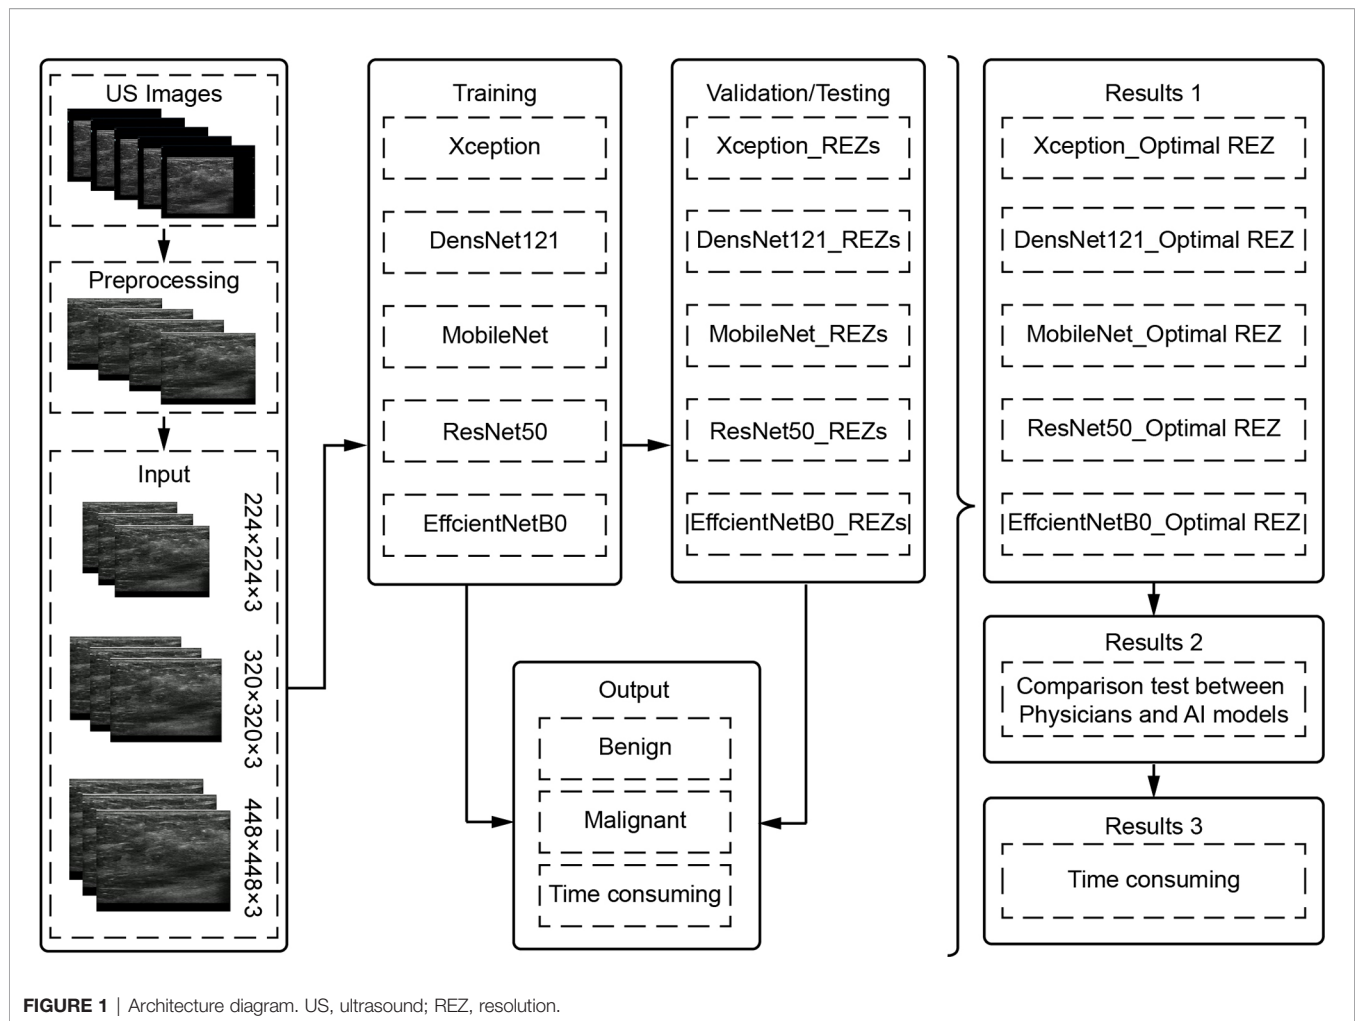 US Images
Preprocessing
Input
224×224×3
320×320×3
448×448×3
Training
Xception
DensNet121
MobileNet
ResNet50
EffcientNetB0
Validation/Testing
Xception_REZs
DensNet121_REZs
MobileNet_REZs
ResNet50_REZs
EffcientNetB0_REZs
Output
Benign
Malignant
Time consuming
Results 1
Xception_Optimal REZ
DensNet121_Optimal REZ
MobileNet_Optimal REZ
ResNet50_Optimal REZ
EffcientNetB0_Optimal REZ
Results 2
Comparison test between
Physicians and AI models
Results 3
Time consuming
FIGURE 1 | Architecture diagram. US, ultrasound; REZ, resolution.